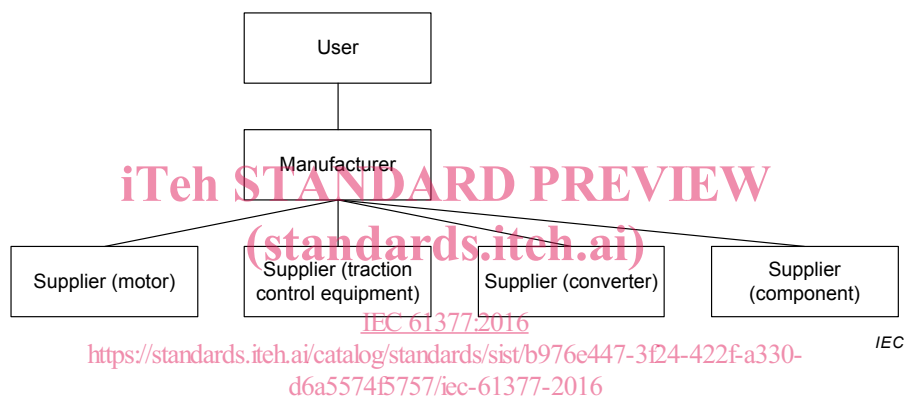 User
Manufacturer
iTeh STANDARD PREVIEW
(standards.iteh.ai)
Supplier (motor)
Supplier (traction
control equipment)
Supplier (converter)
Supplier
(component)
IEC 61377:2016
IEC
https://standards.iteh.ai/catalog/standards/sist/b976e447-3f24-422f-a330-
d6a5574f5757/iec-61377-2016